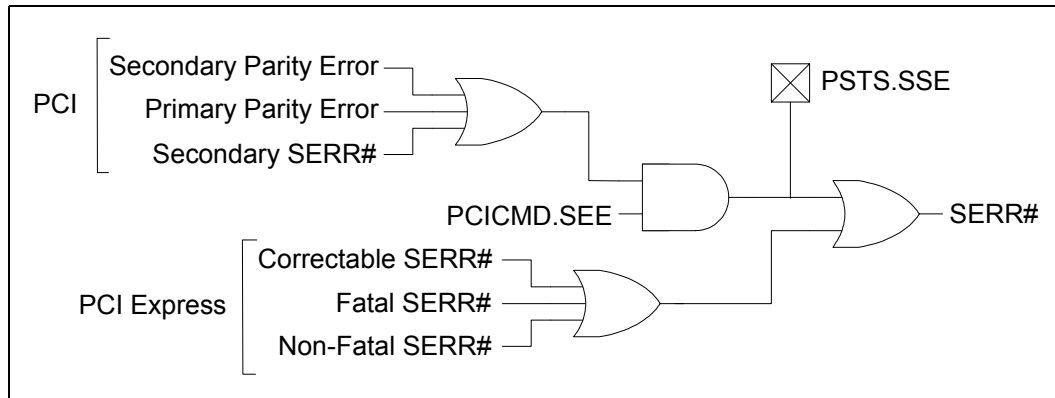 Secondary Parity Error
PCI
Primary Parity Error
Secondary SERR#
PSTS.SSE
PCICMD.SEE
SERR#
PCI Express
Correctable SERR#
Fatal SERR#
Non-Fatal SERR#